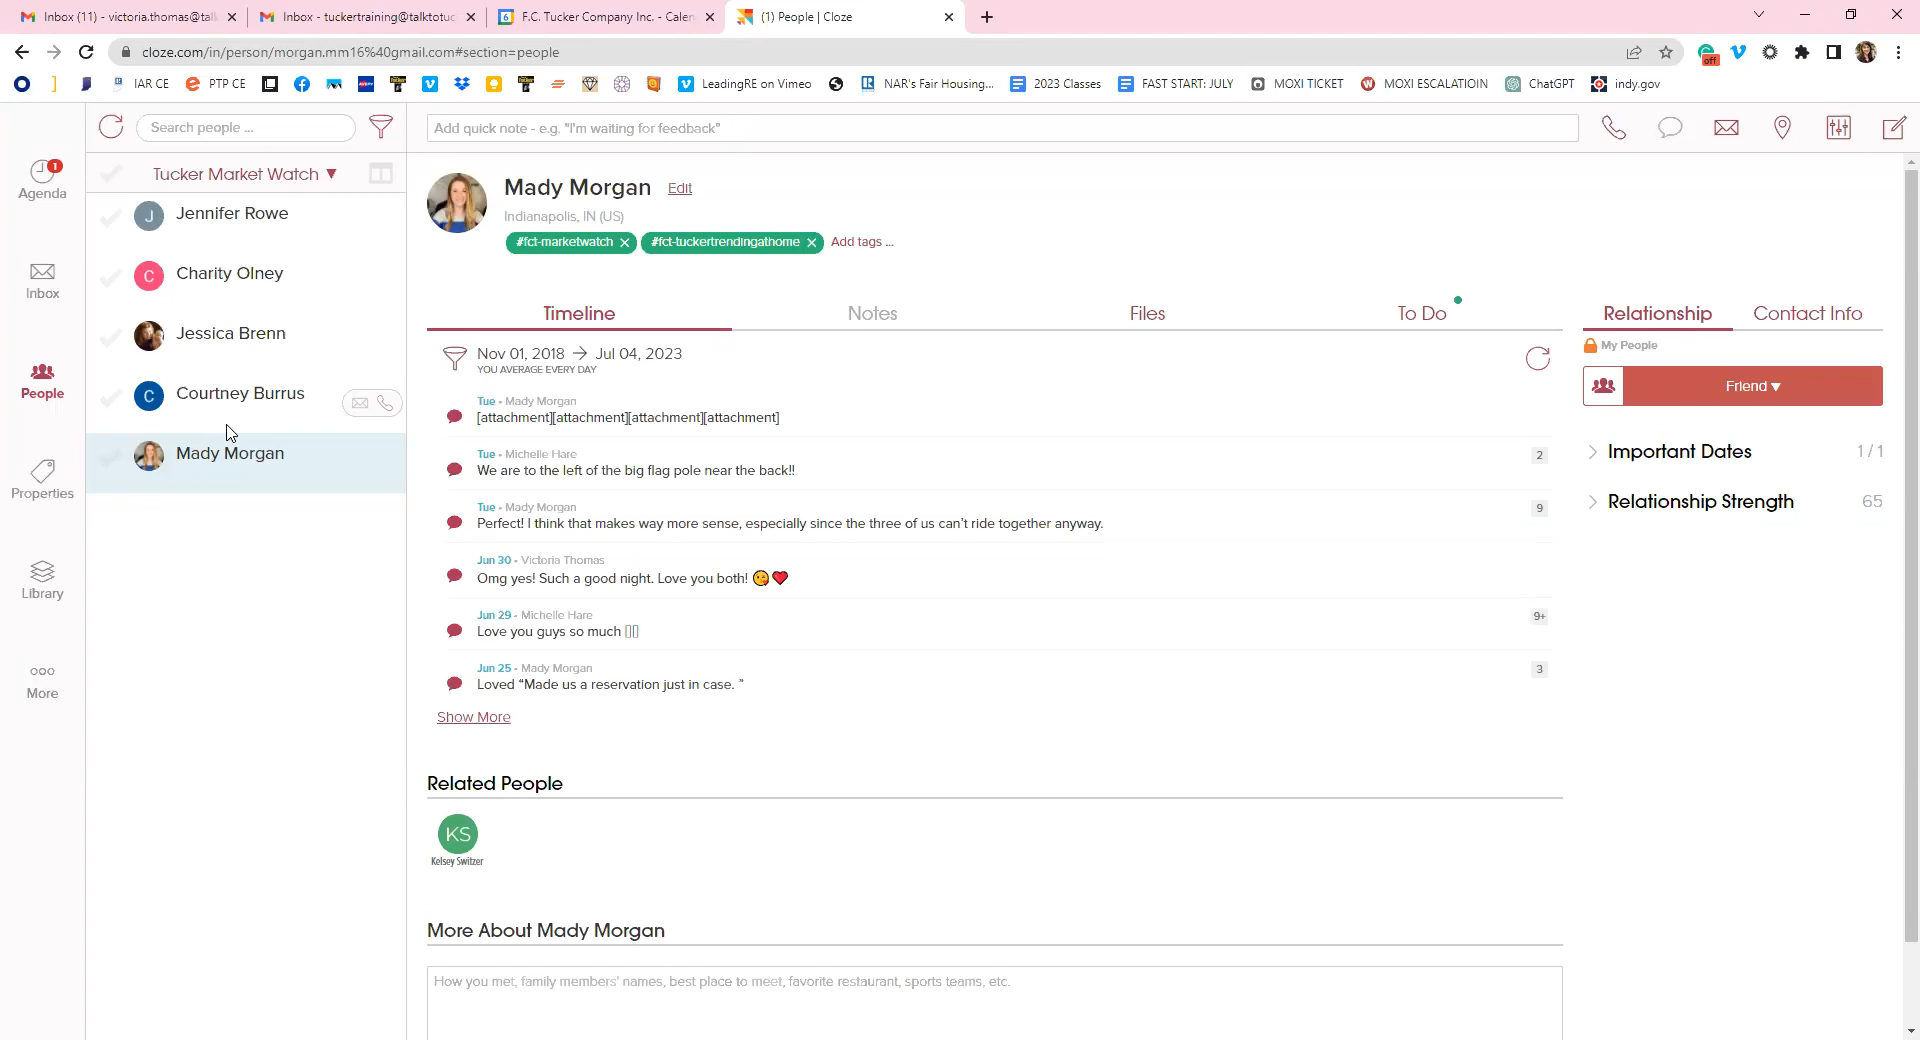 Inbox (11) - victoria.thomas@talk
Inbox - tuckertraining@talktotuc
F.C. Tucker Company Inc. - Calen
(1) People | Cloze
cloze.com/in/person/morgan.mm16%40gmail.com#section=people
off
IAR CE
PTP CE
LeadingRE on Vimeo
NAR's Fair Housing...
2023 Classes
FAST START: JULY
MOXI TICKET
MOXI ESCALATIOIN
ChatGPT
indy.gov
Search people ...
Add quick note - e.g. "I'm waiting for feedback"
1
Agenda
Inbox
People
Properties
Library
More
Tucker Market Watch ▼
J Jennifer Rowe
C Charity Olney
Jessica Brenn
C Courtney Burrus
Mady Morgan
Mady Morgan Edit
Indianapolis, IN (US)
#fct-marketwatch ✕ #fct-tuckertrendingathome ✕ Add tags ...
Timeline Notes Files To Do
Nov 01, 2018 → Jul 04, 2023
YOU AVERAGE EVERY DAY
Tue - Mady Morgan
[attachment][attachment][attachment][attachment]
Tue - Michelle Hare 2
We are to the left of the big flag pole near the back!!
Tue - Mady Morgan 9
Perfect! I think that makes way more sense, especially since the three of us can’t ride together anyway.
Jun 30 - Victoria Thomas
Omg yes! Such a good night. Love you both! 😘❤️
Jun 29 - Michelle Hare 9+
Love you guys so much
Jun 25 - Mady Morgan 3
Loved “Made us a reservation just in case. ”
Show More
Related People
KS
Kelsey Switzer
More About Mady Morgan
How you met, family members' names, best place to meet, favorite restaurant, sports teams, etc.
Relationship Contact Info
My People
Friend ▼
Important Dates 1 / 1
Relationship Strength 65